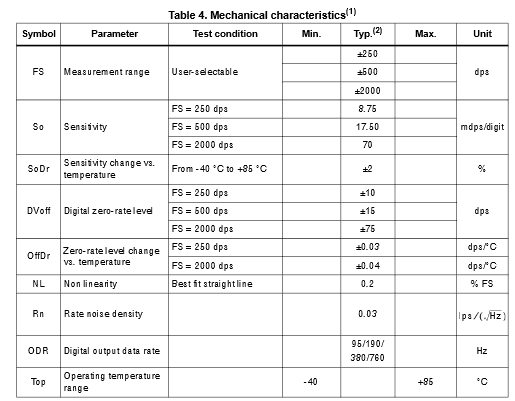 Table 4. Mechanical characteristics(1)
Symbol Parameter Test condition Min. Typ.(2) Max. Unit
FS Measurement range User-selectable ±250 dps
±500
±2000
So Sensitivity FS = 250 dps 8.75 mdps/digit
FS = 500 dps 17.50
FS = 2000 dps 70
SoDr Sensitivity change vs. temperature From -40 °C to +85 °C ±2 %
DVoff Digital zero-rate level FS = 250 dps ±10 dps
FS = 500 dps ±15
FS = 2000 dps ±75
OffDr Zero-rate level change vs. temperature FS = 250 dps ±0.03 dps/°C
FS = 2000 dps ±0.04 dps/°C
NL Non linearity Best fit straight line 0.2 % FS
Rn Rate noise density 0.03 lps/(√Hz)
ODR Digital output data rate 95/190/
380/760 Hz
Top Operating temperature range -40 +85 °C